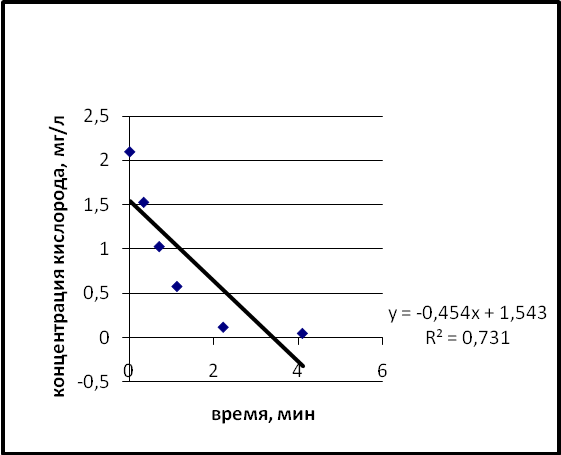 концентрация кислорода, мг/л
2,5
2
1,5
1
0,5
0
-0,5
0 2 4 6
время, мин
y = -0,454x + 1,543
R² = 0,731